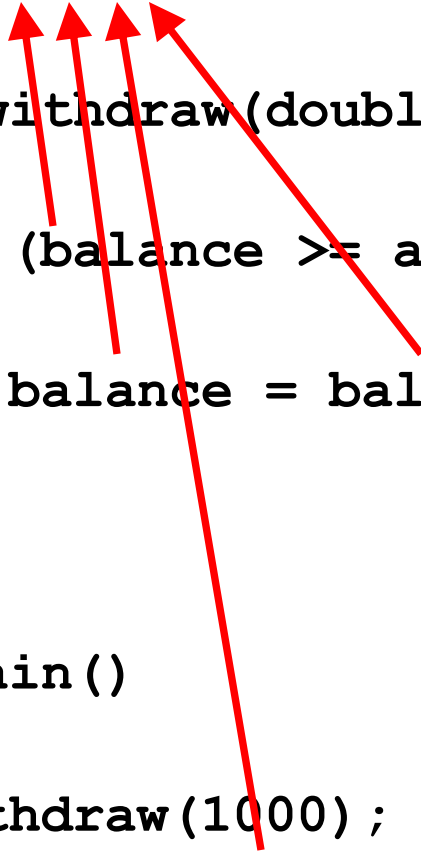 withdraw(doubl
(balance >= a
balance = bal
ain()
thdraw(1000);